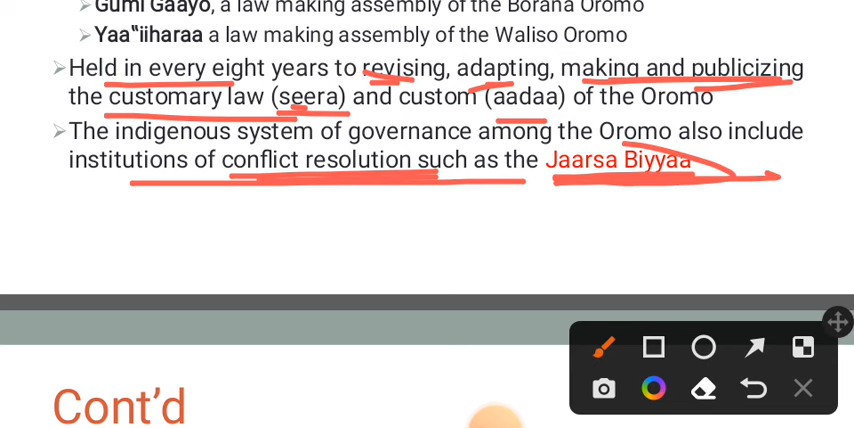 Gumi Gaayo, a law making assembly of the Borana Oromo
Yaa‟iiharaa a law making assembly of the Waliso Oromo
Held in every eight years to revising, adapting, making and publicizing
the customary law (seera) and custom (aadaa) of the Oromo
The indigenous system of governance among the Oromo also include
institutions of conflict resolution such as the Jaarsa Biyyaa
Cont’d